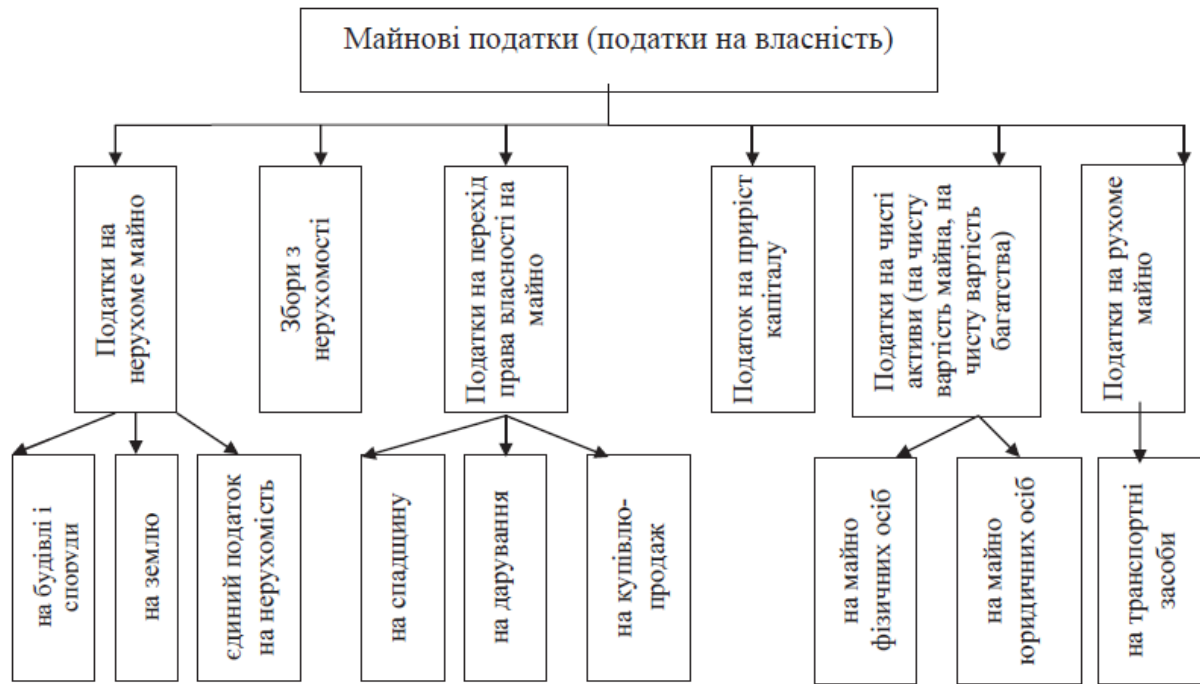 Майнові податки (податки на власність)
Податки на
нерухоме майно
Збори з
нерухомості
Податки на перехід
права власності на
майно
Податок на приріст
капіталу
Податки на чисті
активи (на чисту
вартість майна, на
чисту вартість
багатства)
Податки на рухоме
майно
на будівлі і
споруди
на землю
єдиний податок
на нерухомість
на спадщину
на дарування
на купівлю-
продаж
на майно
фізичних осіб
на майно
юридичних осіб
на транспортні
засоби